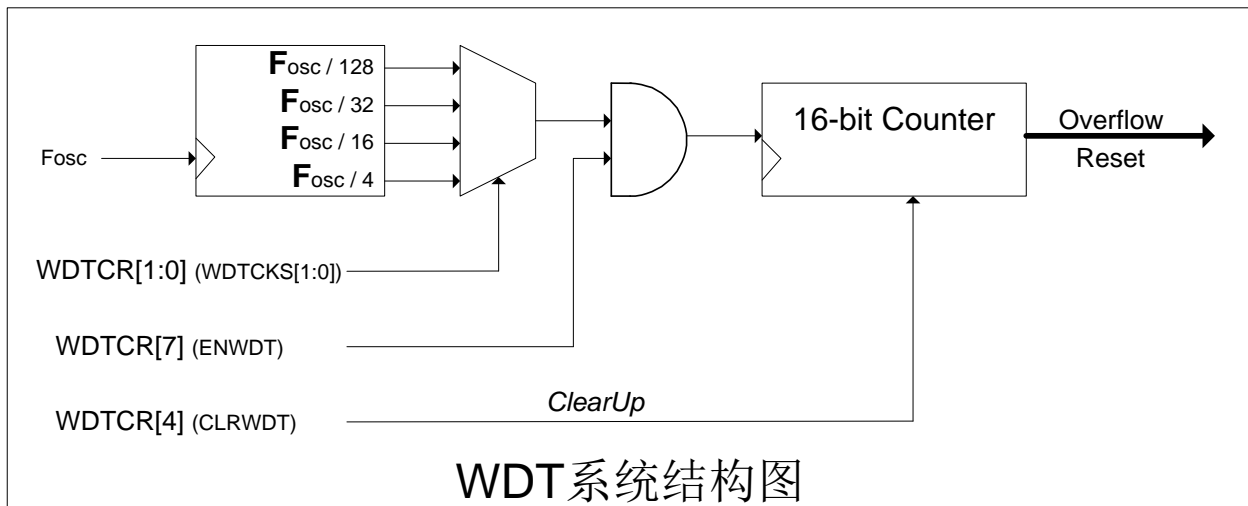 Fosc / 128
Fosc / 32
Fosc / 16
Fosc / 4
Fosc
16-bit Counter
Overflow
Reset
WDTCR[1:0] (WDTCKS[1:0])
WDTCR[7] (ENWDT)
WDTCR[4] (CLRWDT)
ClearUp
WDT系统结构图